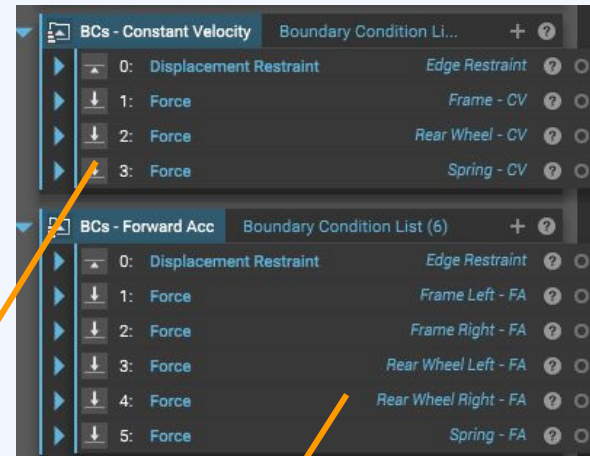 BCs - Constant Velocity Boundary Condition Li... + ?
0: Displacement Restraint Edge Restraint ?
1: Force Frame - CV ?
2: Force Rear Wheel - CV ?
3: Force Spring - CV ?
BCs - Forward Acc Boundary Condition List (6) + ?
0: Displacement Restraint Edge Restraint ?
1: Force Frame Left - FA ?
2: Force Frame Right - FA ?
3: Force Rear Wheel Left - FA ?
4: Force Rear Wheel Right - FA ?
5: Force Spring - FA ?